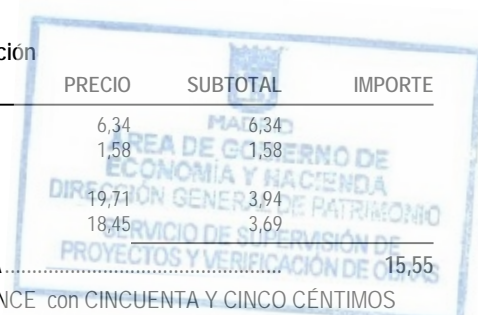 ción
PRECIO SUBTOTAL IMPORTE
6,34 6,34
1,58 1,58
19,71 3,94
18,45 3,69
A ........................................................ 15,55
NCE con CINCUENTA Y CINCO CÉNTIMOS
MADRID
ÁREA DE GOBIERNO DE
ECONOMÍA Y HACIENDA
DIRECCIÓN GENERAL DE PATRIMONIO
SERVICIO DE SUPERVISIÓN DE
PROYECTOS Y VERIFICACIÓN DE OBRAS